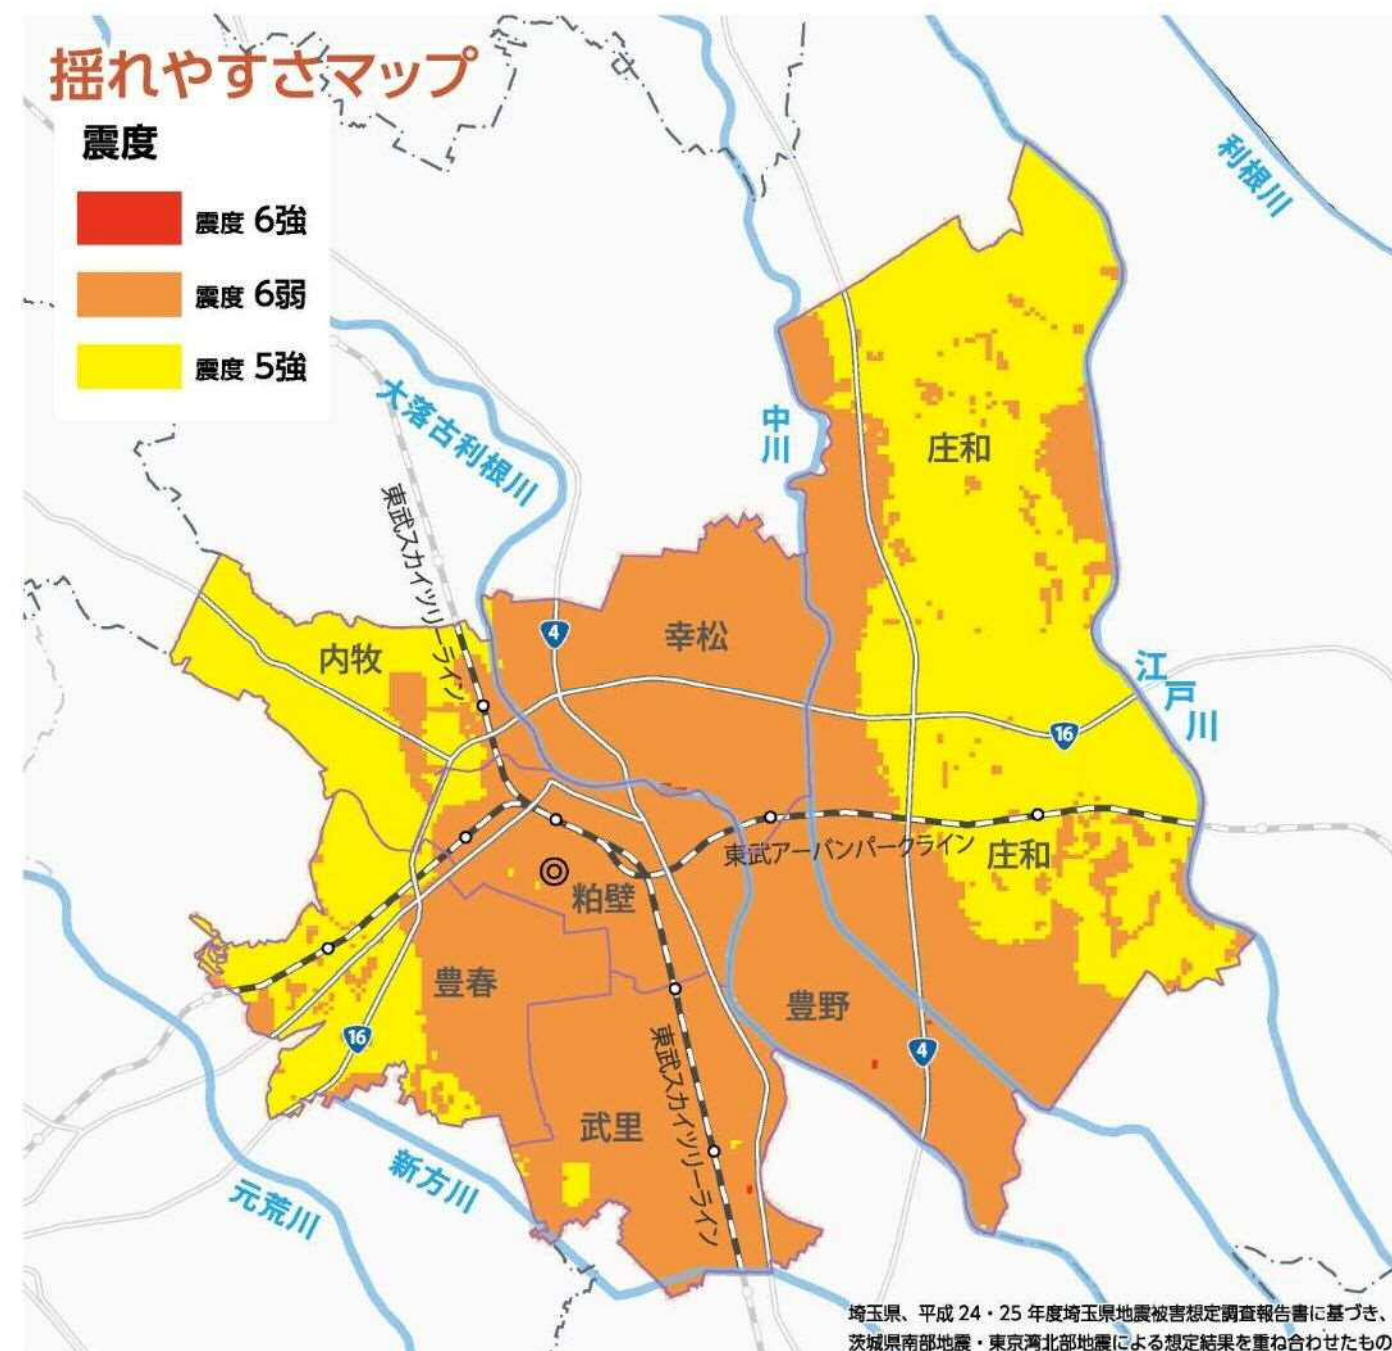 揺れやすさマップ
震度
震度 6強
震度 6弱
震度 5強
利根川
大落古利根川
中川
庄和
東武スカイツリーライン
4
幸松
内牧
江戸川
16
東武アーバンパークライン
庄和
粕壁
豊春
豊野
16
4
東武スカイツリーライン
武里
新方川
元荒川
埼玉県、平成 24・25 年度埼玉県地震被害想定調査報告書に基づき、
茨城県南部地震・東京湾北部地震による想定結果を重ね合わせたもの